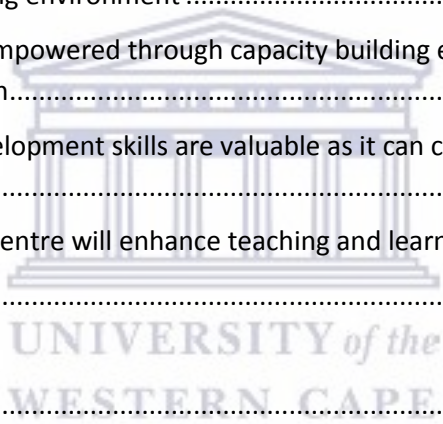 ng environment ............................................
mpowered through capacity building e
n............................................................................
elopment skills are valuable as it can c
............................................................................
entre will enhance teaching and learn
............................................................................
UNIVERSITY of the
WESTERN CAPE
............................................................................